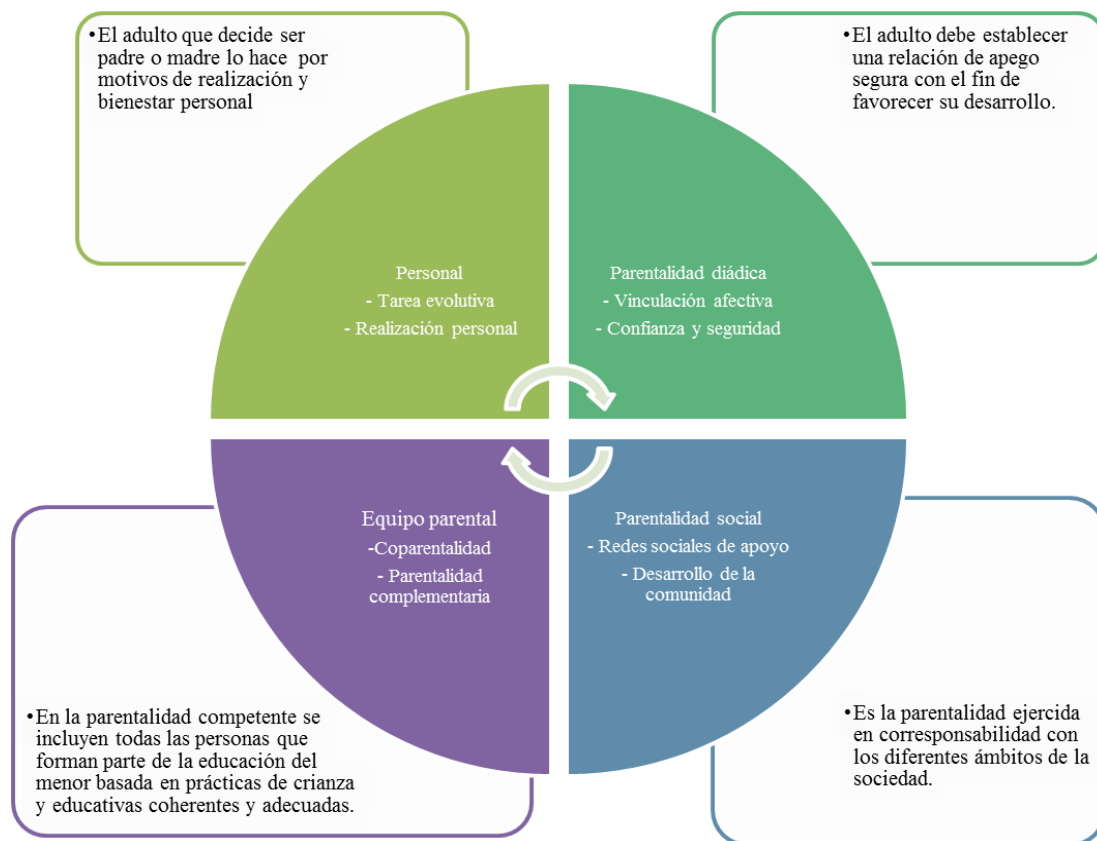 •El adulto que decide ser
padre o madre lo hace por
motivos de realización y
bienestar personal
•El adulto debe establecer
una relación de apego
segura con el fin de
favorecer su desarrollo.
Personal
- Tarea evolutiva
- Realización personal
Parentalidad diádica
- Vinculación afectiva
- Confianza y seguridad
Equipo parental
-Coparentalidad
- Parentalidad
complementaria
Parentalidad social
- Redes sociales de apoyo
- Desarrollo de la
comunidad
•En la parentalidad competente se
incluyen todas las personas que
forman parte de la educación del
menor basada en prácticas de crianza
y educativas coherentes y adecuadas.
•Es la parentalidad ejercida
en corresponsabilidad con
los diferentes ámbitos de la
sociedad.